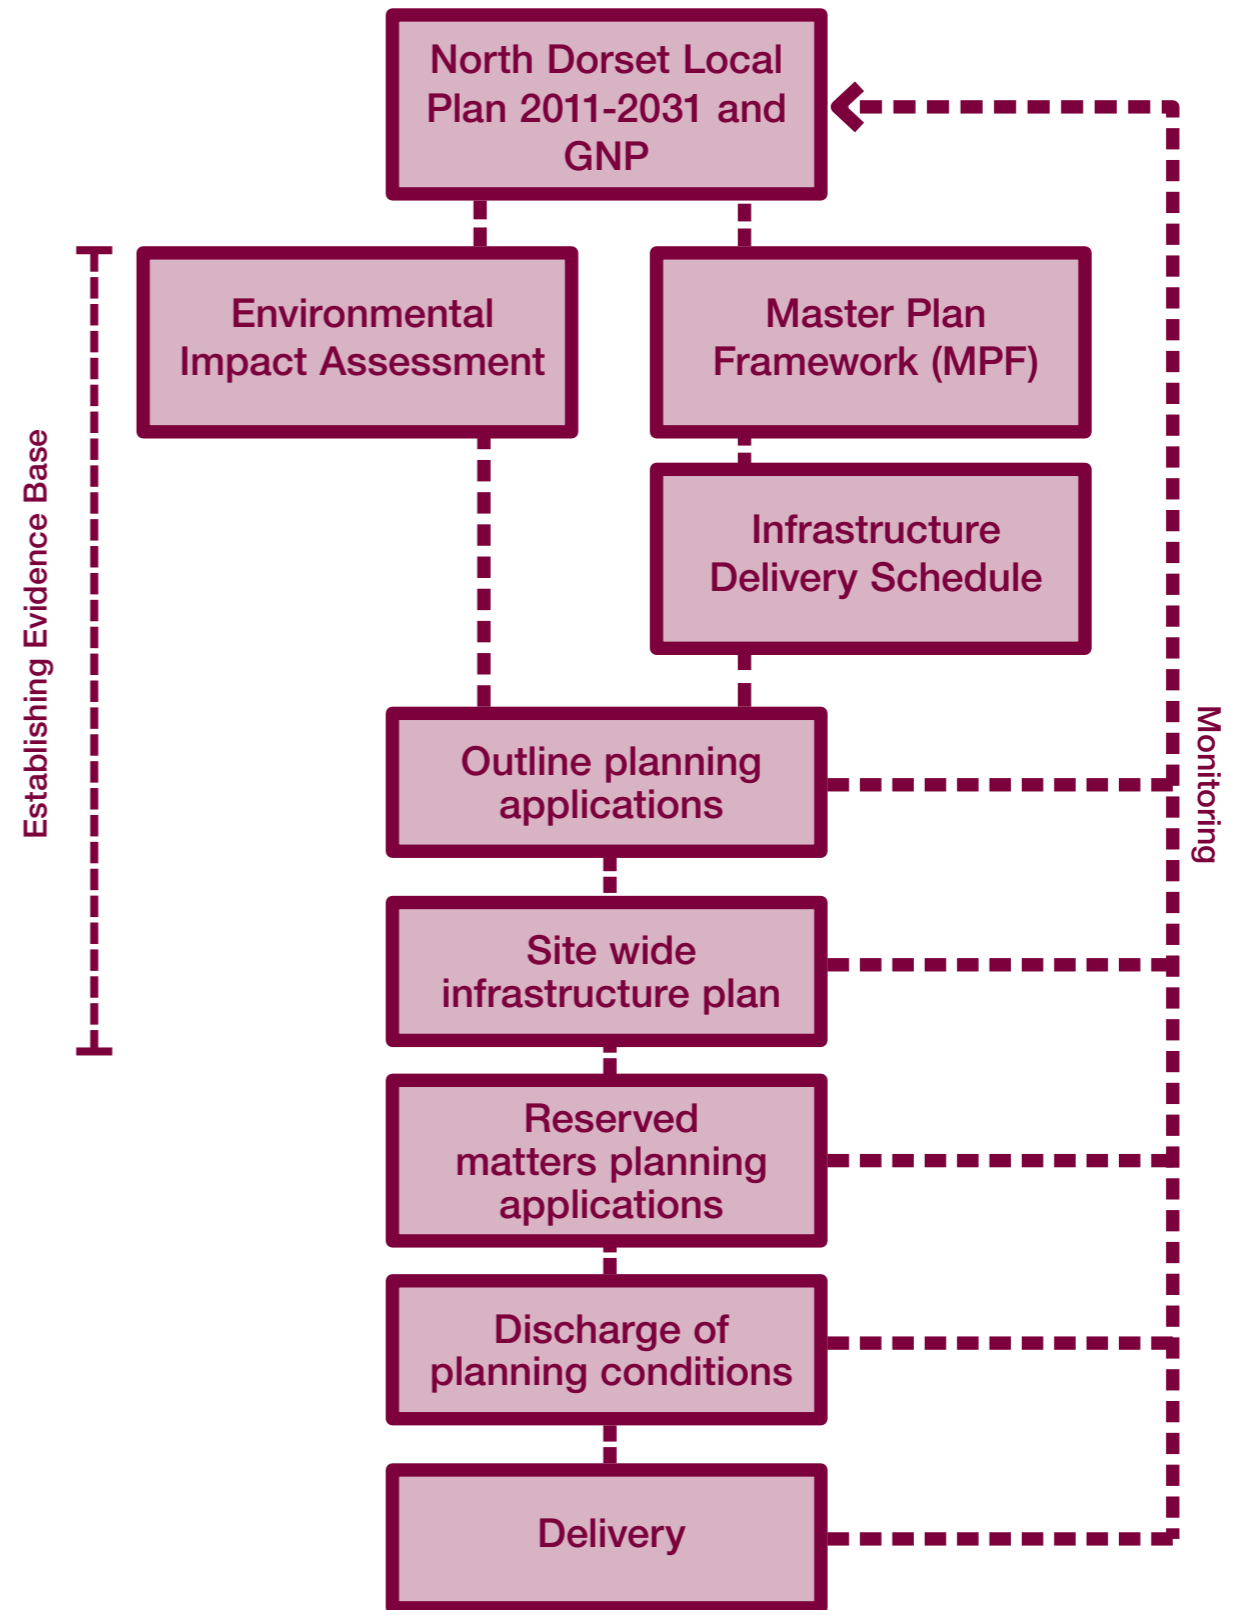 North Dorset Local
Plan 2011-2031 and
GNP
Environmental
Impact Assessment
Master Plan
Framework (MPF)
Infrastructure
Delivery Schedule
Establishing Evidence Base
Outline planning
applications
Monitoring
Site wide
infrastructure plan
Reserved
matters planning
applications
Discharge of
planning conditions
Delivery